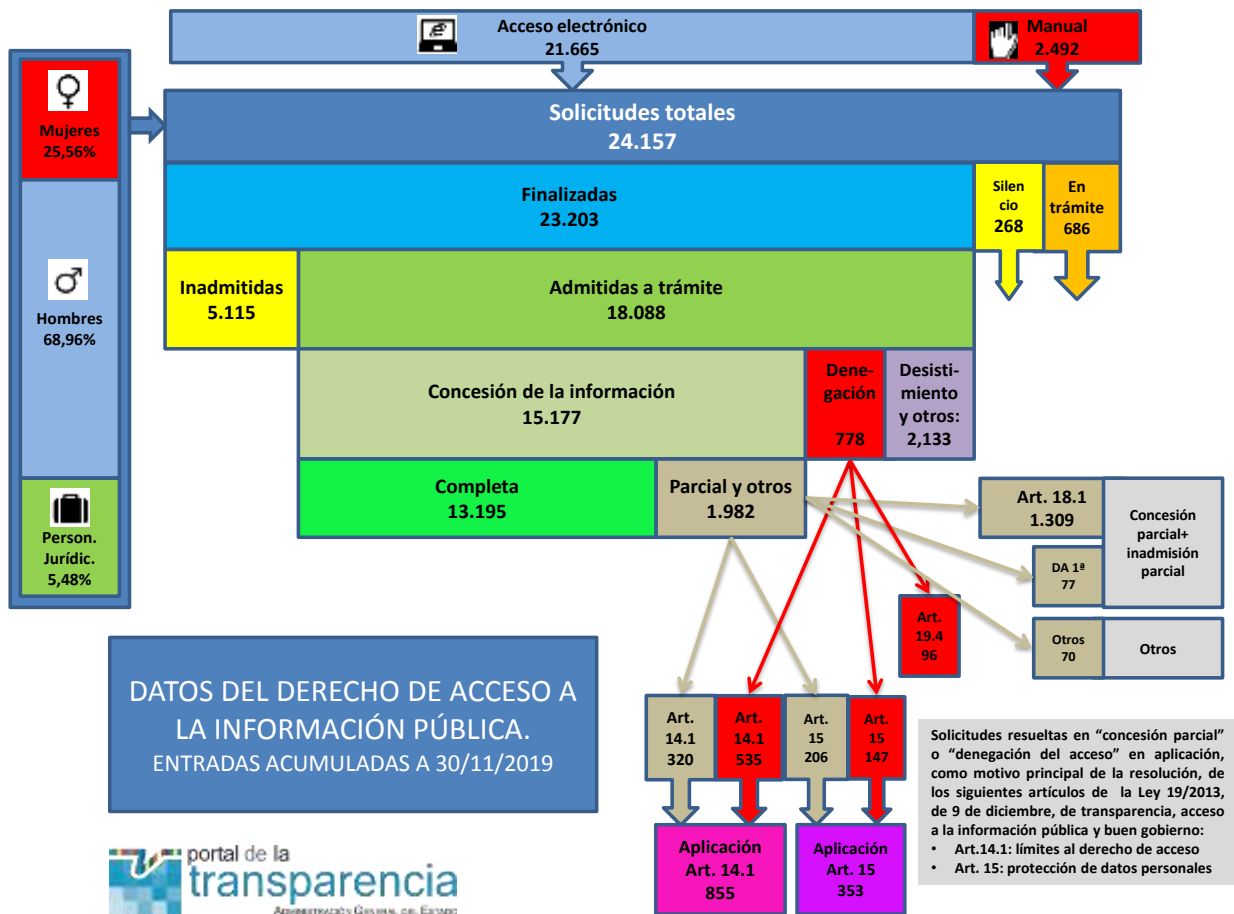 Acceso electrónico
21.665
Manual
2.492
Mujeres
25,56%
Hombres
68,96%
Person.
Jurídic.
5,48%
Solicitudes totales
24.157
Finalizadas
23.203
Silen
cio
268
En
trámite
686
Inadmitidas
5.115
Admitidas a trámite
18.088
Concesión de la información
15.177
Dene-
gación
778
Desisti-
miento
y otros:
2,133
Completa
13.195
Parcial y otros
1.982
Art. 18.1
1.309
Concesión
parcial+
inadmisión
parcial
DA 1ª
77
Otros
70
Otros
Art.
19.4
96
DATOS DEL DERECHO DE ACCESO A
LA INFORMACIÓN PÚBLICA.
ENTRADAS ACUMULADAS A 30/11/2019
Art.
14.1
320
Art.
14.1
535
Art.
15
206
Art.
15
147
Aplicación
Art. 14.1
855
Aplicación
Art. 15
353
Solicitudes resueltas en “concesión parcial”
o “denegación del acceso” en aplicación,
como motivo principal de la resolución, de
los siguientes artículos de la Ley 19/2013,
de 9 de diciembre, de transparencia, acceso
a la información pública y buen gobierno:
• Art.14.1: límites al derecho de acceso
• Art. 15: protección de datos personales
portal de la
transparencia
ADMINISTRACIÓN GENERAL DEL ESTADO